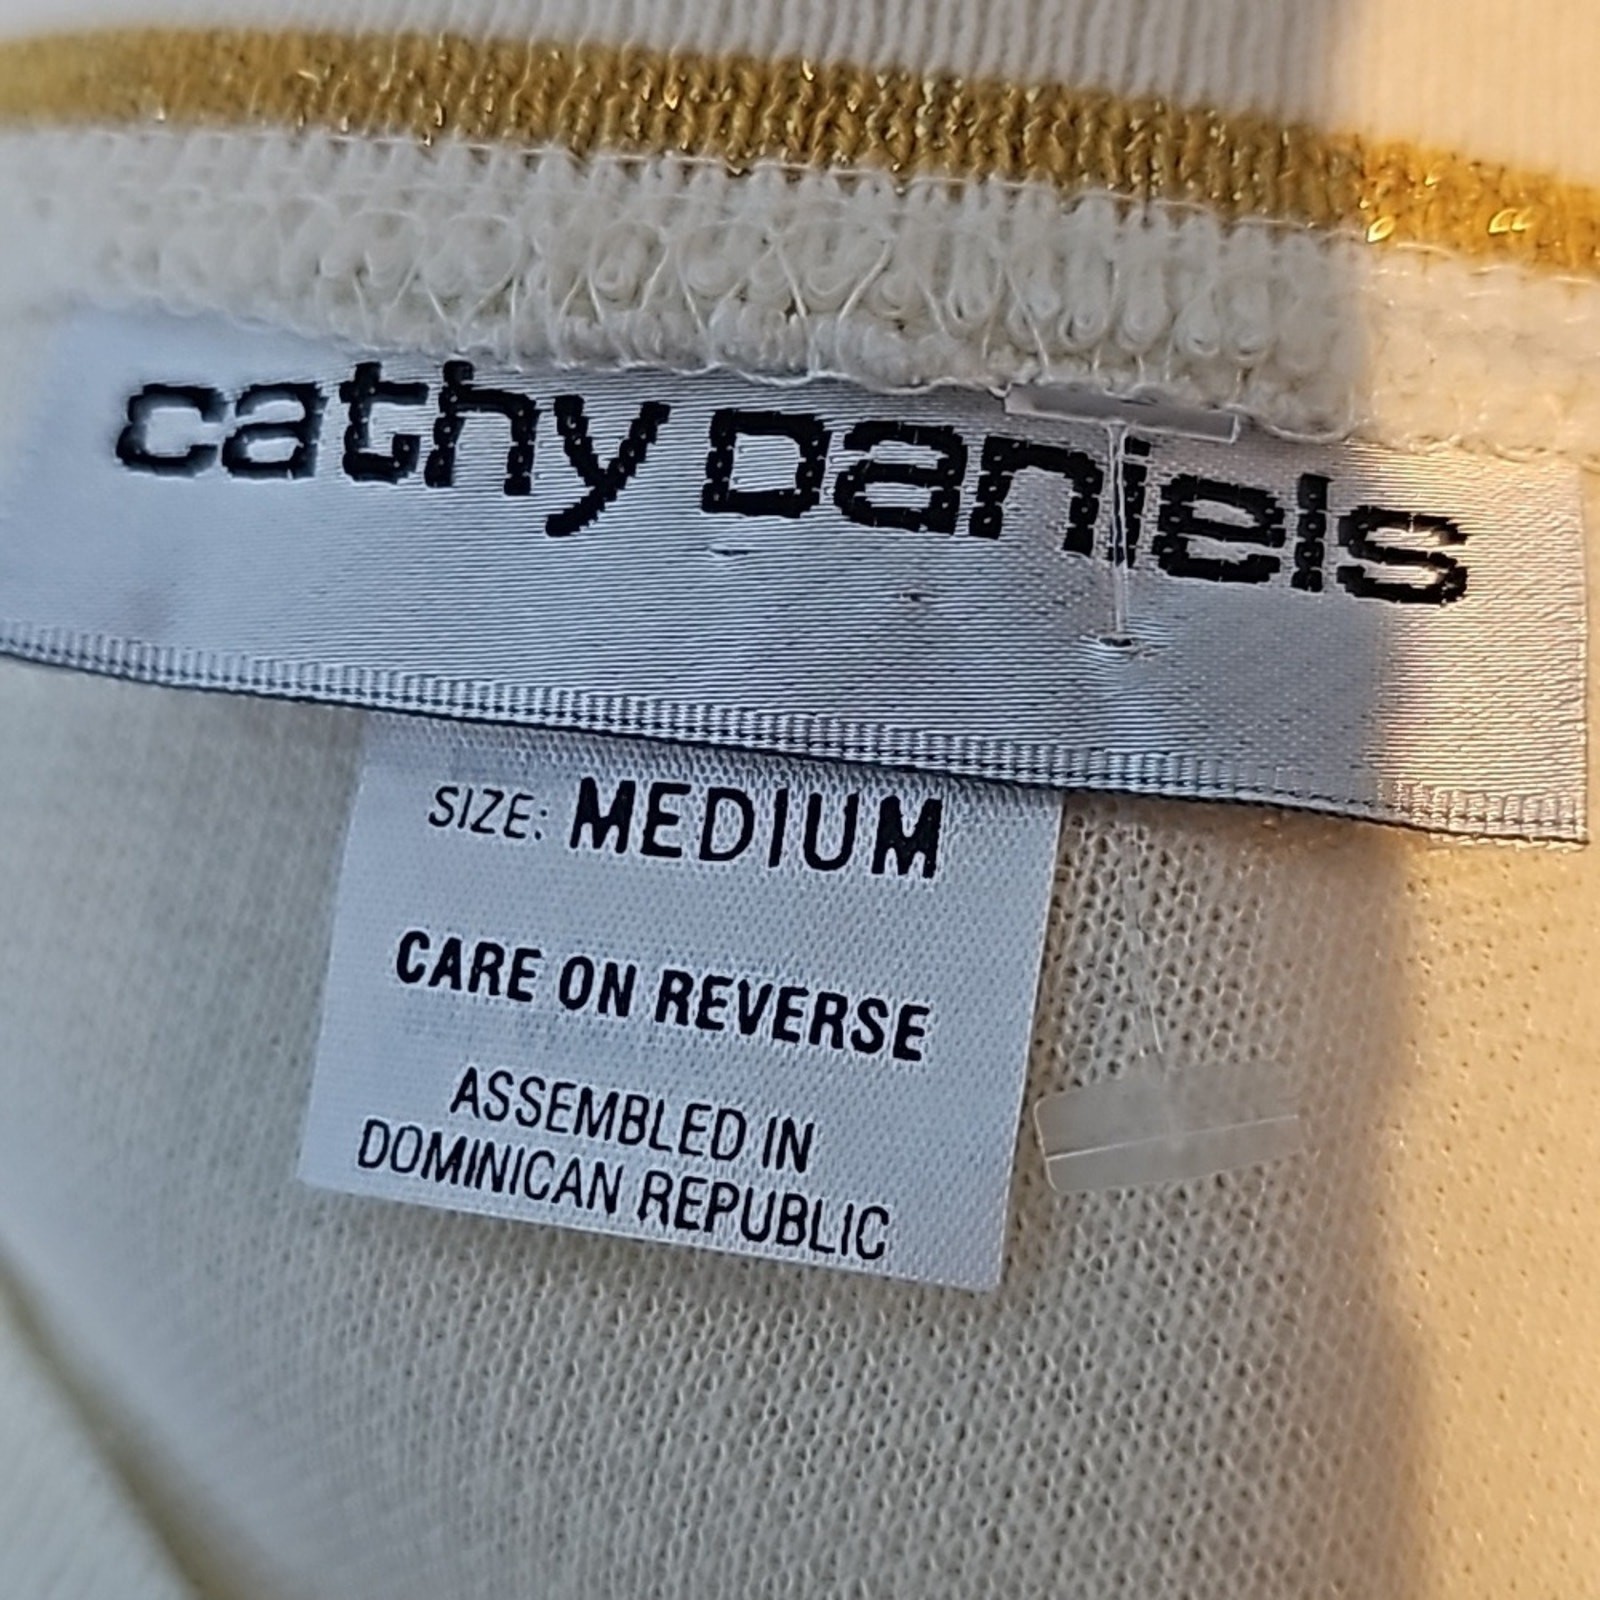 cathy Daniels
SIZE: MEDIUM
CARE ON REVERSE
ASSEMBLED IN
DOMINICAN REPUBLIC